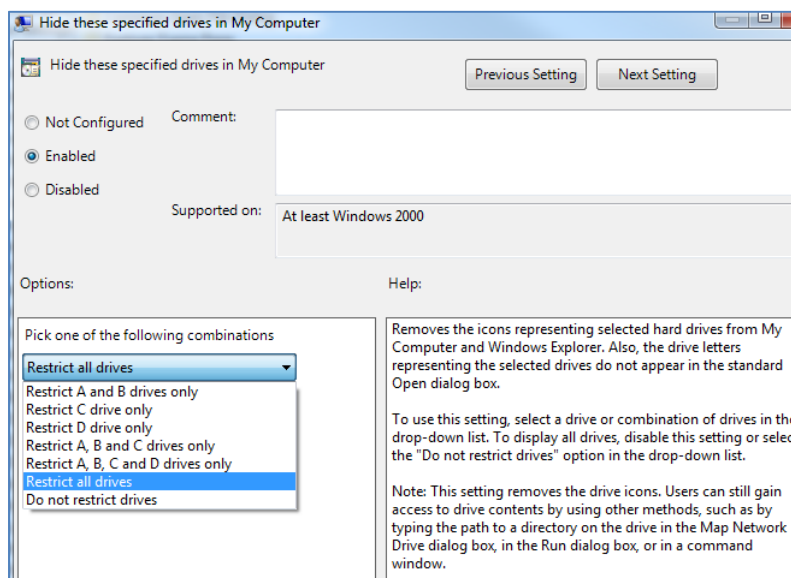 Hide these specified drives in My Computer
Hide these specified drives in My Computer
Previous Setting
Next Setting
Not Configured
Comment:
Enabled
Disabled
Supported on:
At least Windows 2000
Options:
Help:
Pick one of the following combinations
Restrict all drives
Restrict A and B drives only
Restrict C drive only
Restrict D drive only
Restrict A, B and C drives only
Restrict A, B, C and D drives only
Restrict all drives
Do not restrict drives
Removes the icons representing selected hard drives from My
Computer and Windows Explorer. Also, the drive letters
representing the selected drives do not appear in the standard
Open dialog box.
To use this setting, select a drive or combination of drives in the
drop-down list. To display all drives, disable this setting or selec
the "Do not restrict drives" option in the drop-down list.
Note: This setting removes the drive icons. Users can still gain
access to drive contents by using other methods, such as by
typing the path to a directory on the drive in the Map Network
Drive dialog box, in the Run dialog box, or in a command
window.